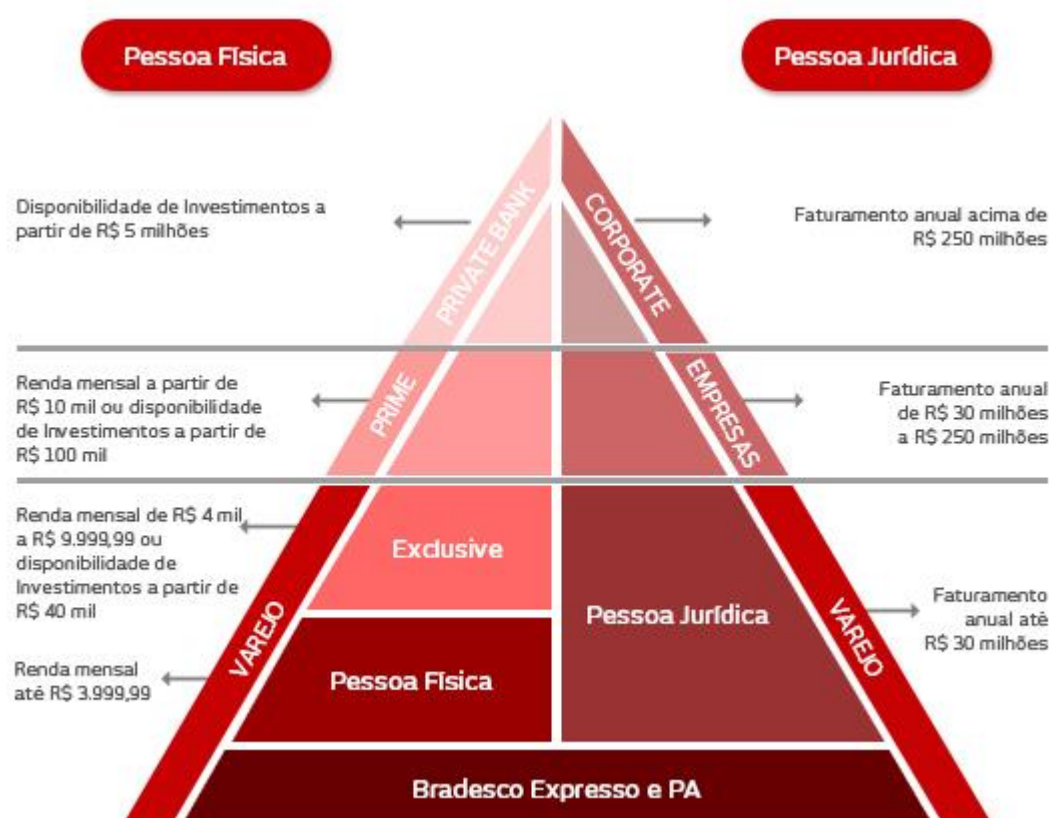 Pessoa Física
Pessoa Jurídica
Disponibilidade de Investimentos a
partir de R$ 5 milhões
PRIVATE BANK
CORPORATE
Faturamento anual acima de
R$ 250 milhões
Renda mensal a partir de
R$ 10 mil ou disponibilidade
de Investimentos a partir de
R$ 100 mil
PRIME
EMPRESAS
Faturamento anual
de R$ 30 milhões
a R$ 250 milhões
Renda mensal de R$ 4 mil
a R$ 9.999,99 ou
disponibilidade de
Investimentos a partir de
R$ 40 mil
Renda mensal
até R$ 3.999,99
VAREJO
Exclusive
Pessoa Física
Pessoa Jurídica
VAREJO
Faturamento
anual até
R$ 30 milhões
Bradesco Expresso e PA